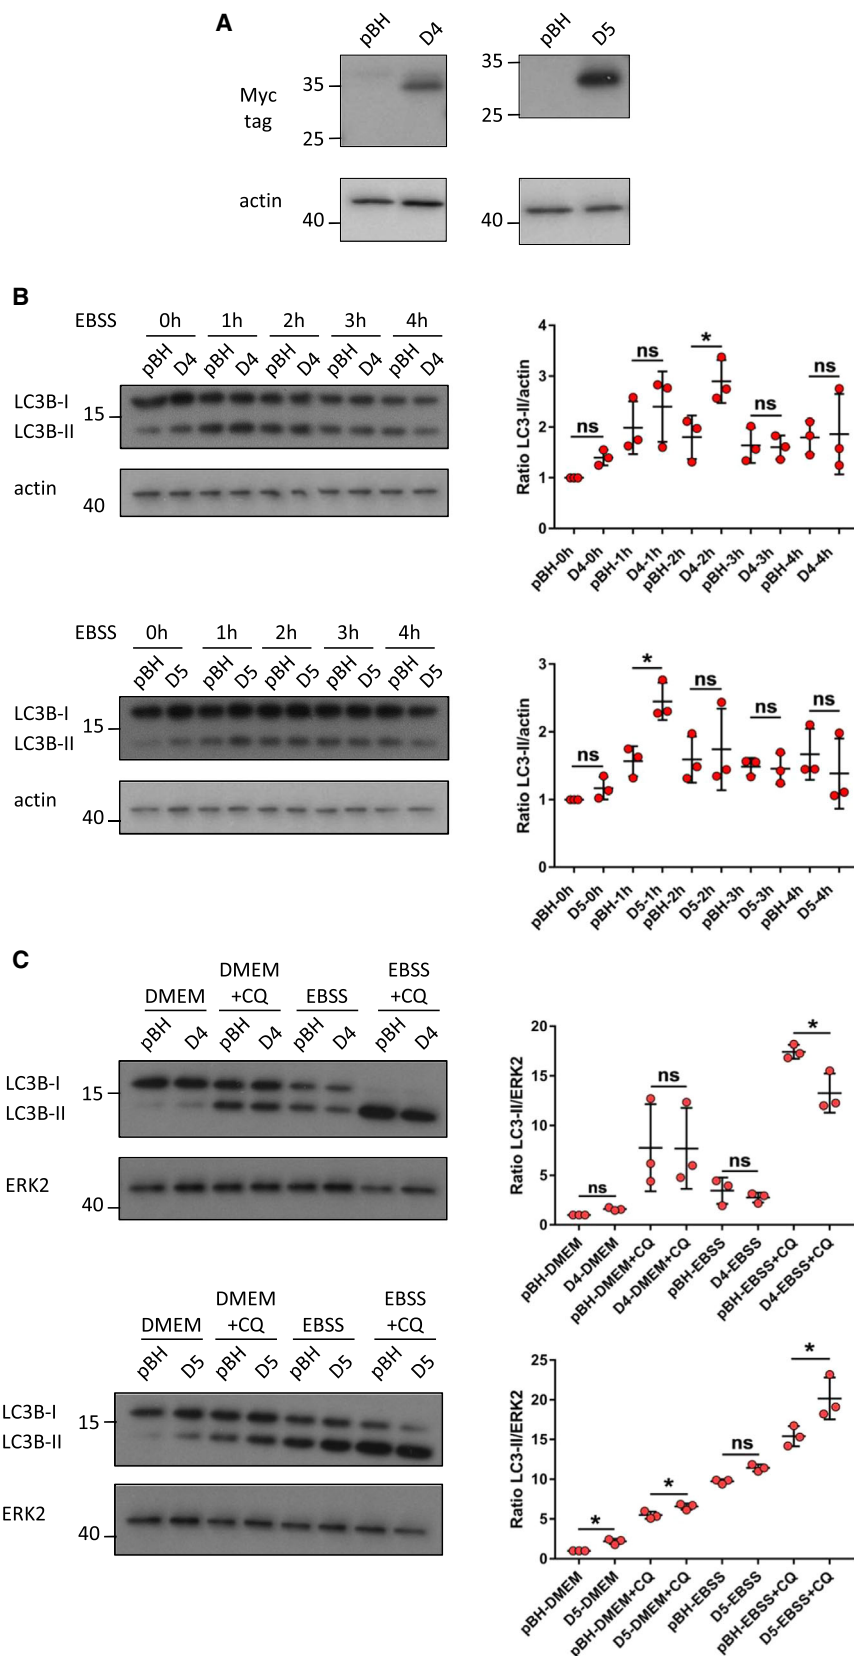 A
pBH D4 pBH D5
Myc
tag
35
25
35
25
actin
40
40
B
EBSS 0h 1h 2h 3h 4h
pBH D4 pBH D4 pBH D4 pBH D4 pBH D4
LC3B-I
15
LC3B-II
actin
40
Ratio LC3-II/actin
4
3
2
1
0
ns ns * ns ns
pBH-0h D4-0h pBH-1h D4-1h pBH-2h D4-2h pBH-3h D4-3h pBH-4h D4-4h
EBSS 0h 1h 2h 3h 4h
pBH D5 pBH D5 pBH D5 pBH D5 pBH D5
LC3B-I
15
LC3B-II
actin
40
Ratio LC3-II/actin
3
2
1
0
ns * ns ns ns
pBH-0h D5-0h pBH-1h D5-1h pBH-2h D5-2h pBH-3h D5-3h pBH-4h D5-4h
C
DMEM DMEM +CQ EBSS EBSS +CQ
pBH D4 pBH D4 pBH D4 pBH D4
LC3B-I
15
LC3B-II
ERK2
40
Ratio LC3-II/ERK2
20
15
10
5
0
ns ns ns *
pBH-DMEM D4-DMEM pBH-DMEM+CQ D4-DMEM+CQ pBH-EBSS D4-EBSS pBH-EBSS+CQ D4-EBSS+CQ
DMEM DMEM +CQ EBSS EBSS +CQ
pBH D5 pBH D5 pBH D5 pBH D5
LC3B-I
15
LC3B-II
ERK2
40
Ratio LC3-II/ERK2
25
20
15
10
5
0
* * ns *
pBH-DMEM D5-DMEM pBH-DMEM+CQ D5-DMEM+CQ pBH-EBSS D5-EBSS pBH-EBSS+CQ D5-EBSS+CQ